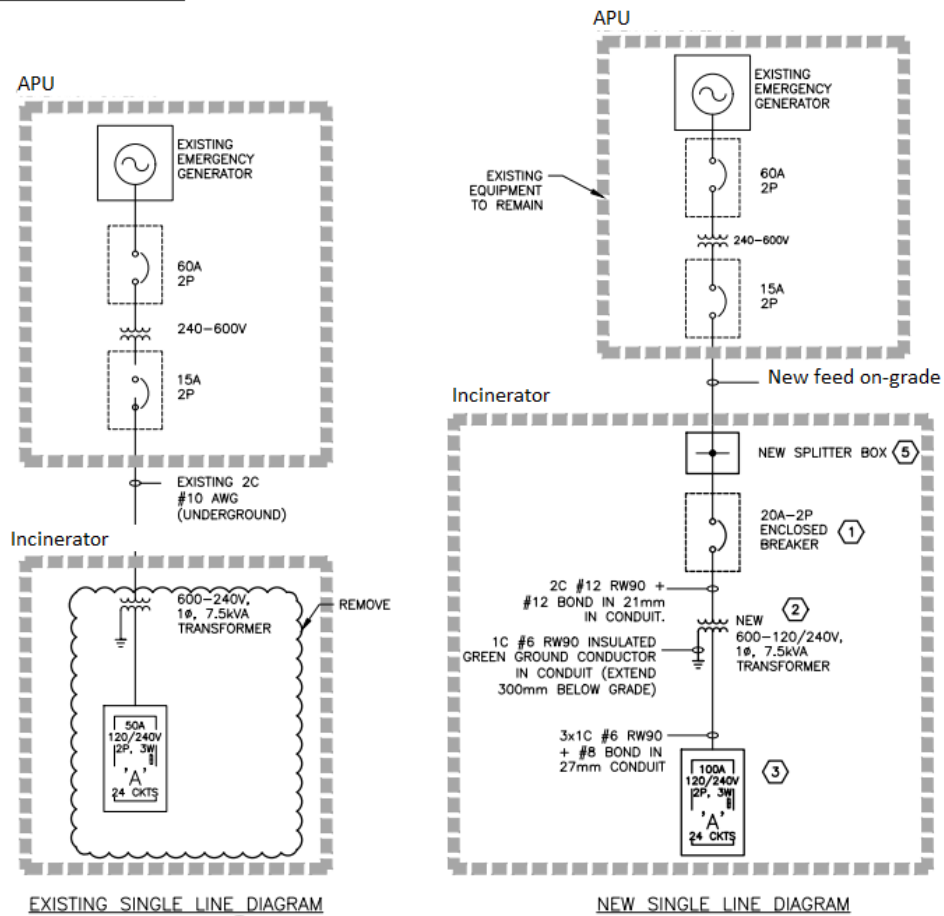 APU
EXISTING
EMERGENCY
GENERATOR
60A
2P
240-600V
15A
2P
EXISTING 2C
#10 AWG
(UNDERGROUND)
Incinerator
600-240V,
1ø, 7.5kVA
TRANSFORMER
REMOVE
50A
120/240V
2P, 3W
'A'
24 CKTS
EXISTING SINGLE LINE DIAGRAM
APU
EXISTING
EMERGENCY
GENERATOR
EXISTING
EQUIPMENT
TO REMAIN
60A
2P
240-600V
15A
2P
New feed on-grade
Incinerator
NEW SPLITTER BOX 5
20A-2P
ENCLOSED
BREAKER
1
2C #12 RW90 +
#12 BOND IN 21mm
IN CONDUIT.
2
NEW
600-120/240V,
1ø, 7.5kVA
TRANSFORMER
1C #6 RW90 INSULATED
GREEN GROUND CONDUCTOR
IN CONDUIT (EXTEND
300mm BELOW GRADE)
3x1C #6 RW90
+ #8 BOND IN
27mm CONDUIT
100A
120/240V
2P, 3W
'A'
24 CKTS
3
NEW SINGLE LINE DIAGRAM